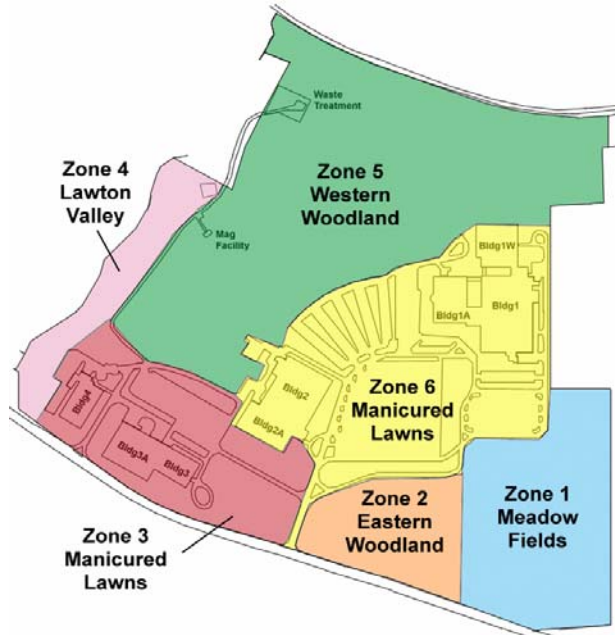 Waste
Treatment
Zone 4
Lawton
Valley
Zone 5
Western
Woodland
Mag
Facility
Bldg1W
Bldg1
Bldg1A
Bldg2
Bldg2A
Zone 6
Manicured
Lawns
Bldg4
Bldg3A
Bldg3
Zone 2
Eastern
Woodland
Zone 1
Meadow
Fields
Zone 3
Manicured
Lawns